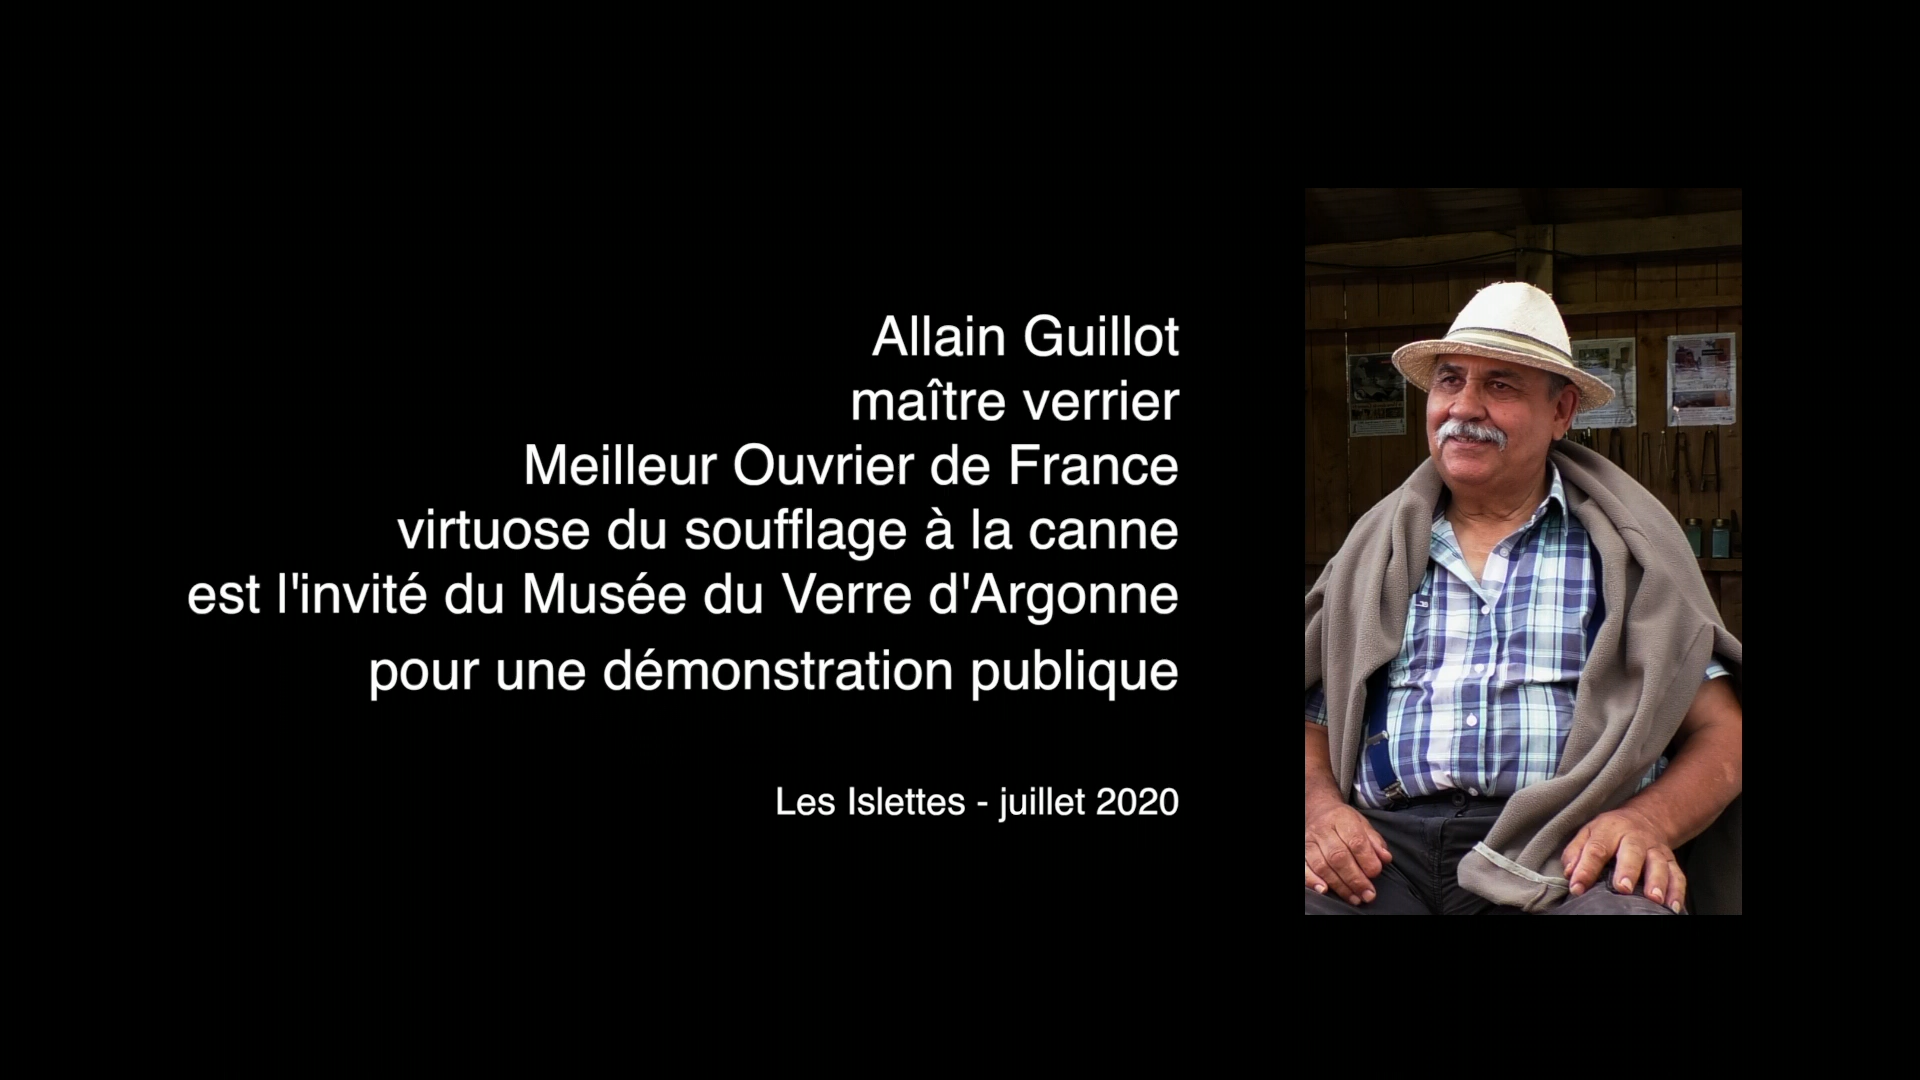 Allain Guillot
maître verrier
Meilleur Ouvrier de France
virtuose du soufflage à la canne
est l'invité du Musée du Verre d'Argonne
pour une démonstration publique
Les Islettes - juillet 2020